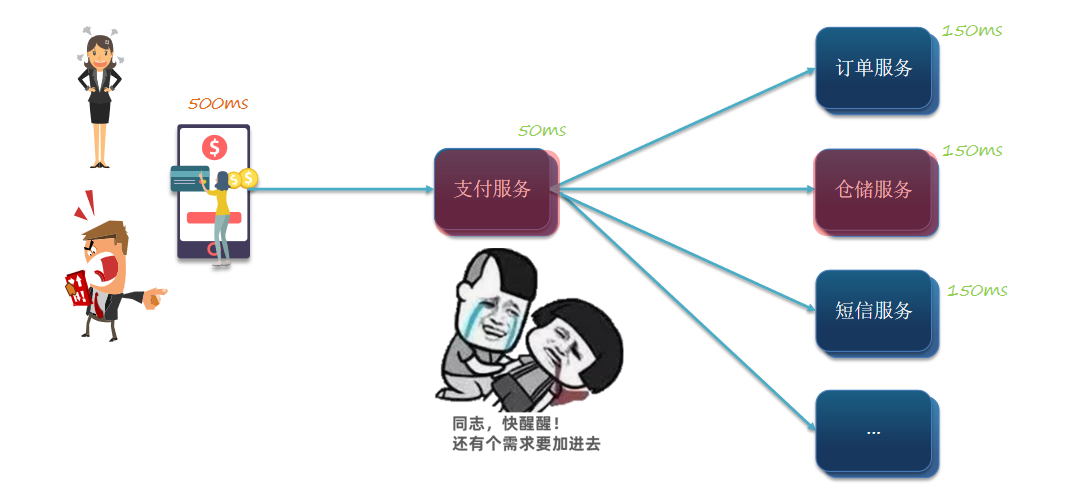 150ms
订单服务
500ms
50ms
150ms
支付服务
仓储服务
150ms
短信服务
同志，快醒醒！
还有个需求要加进去
...